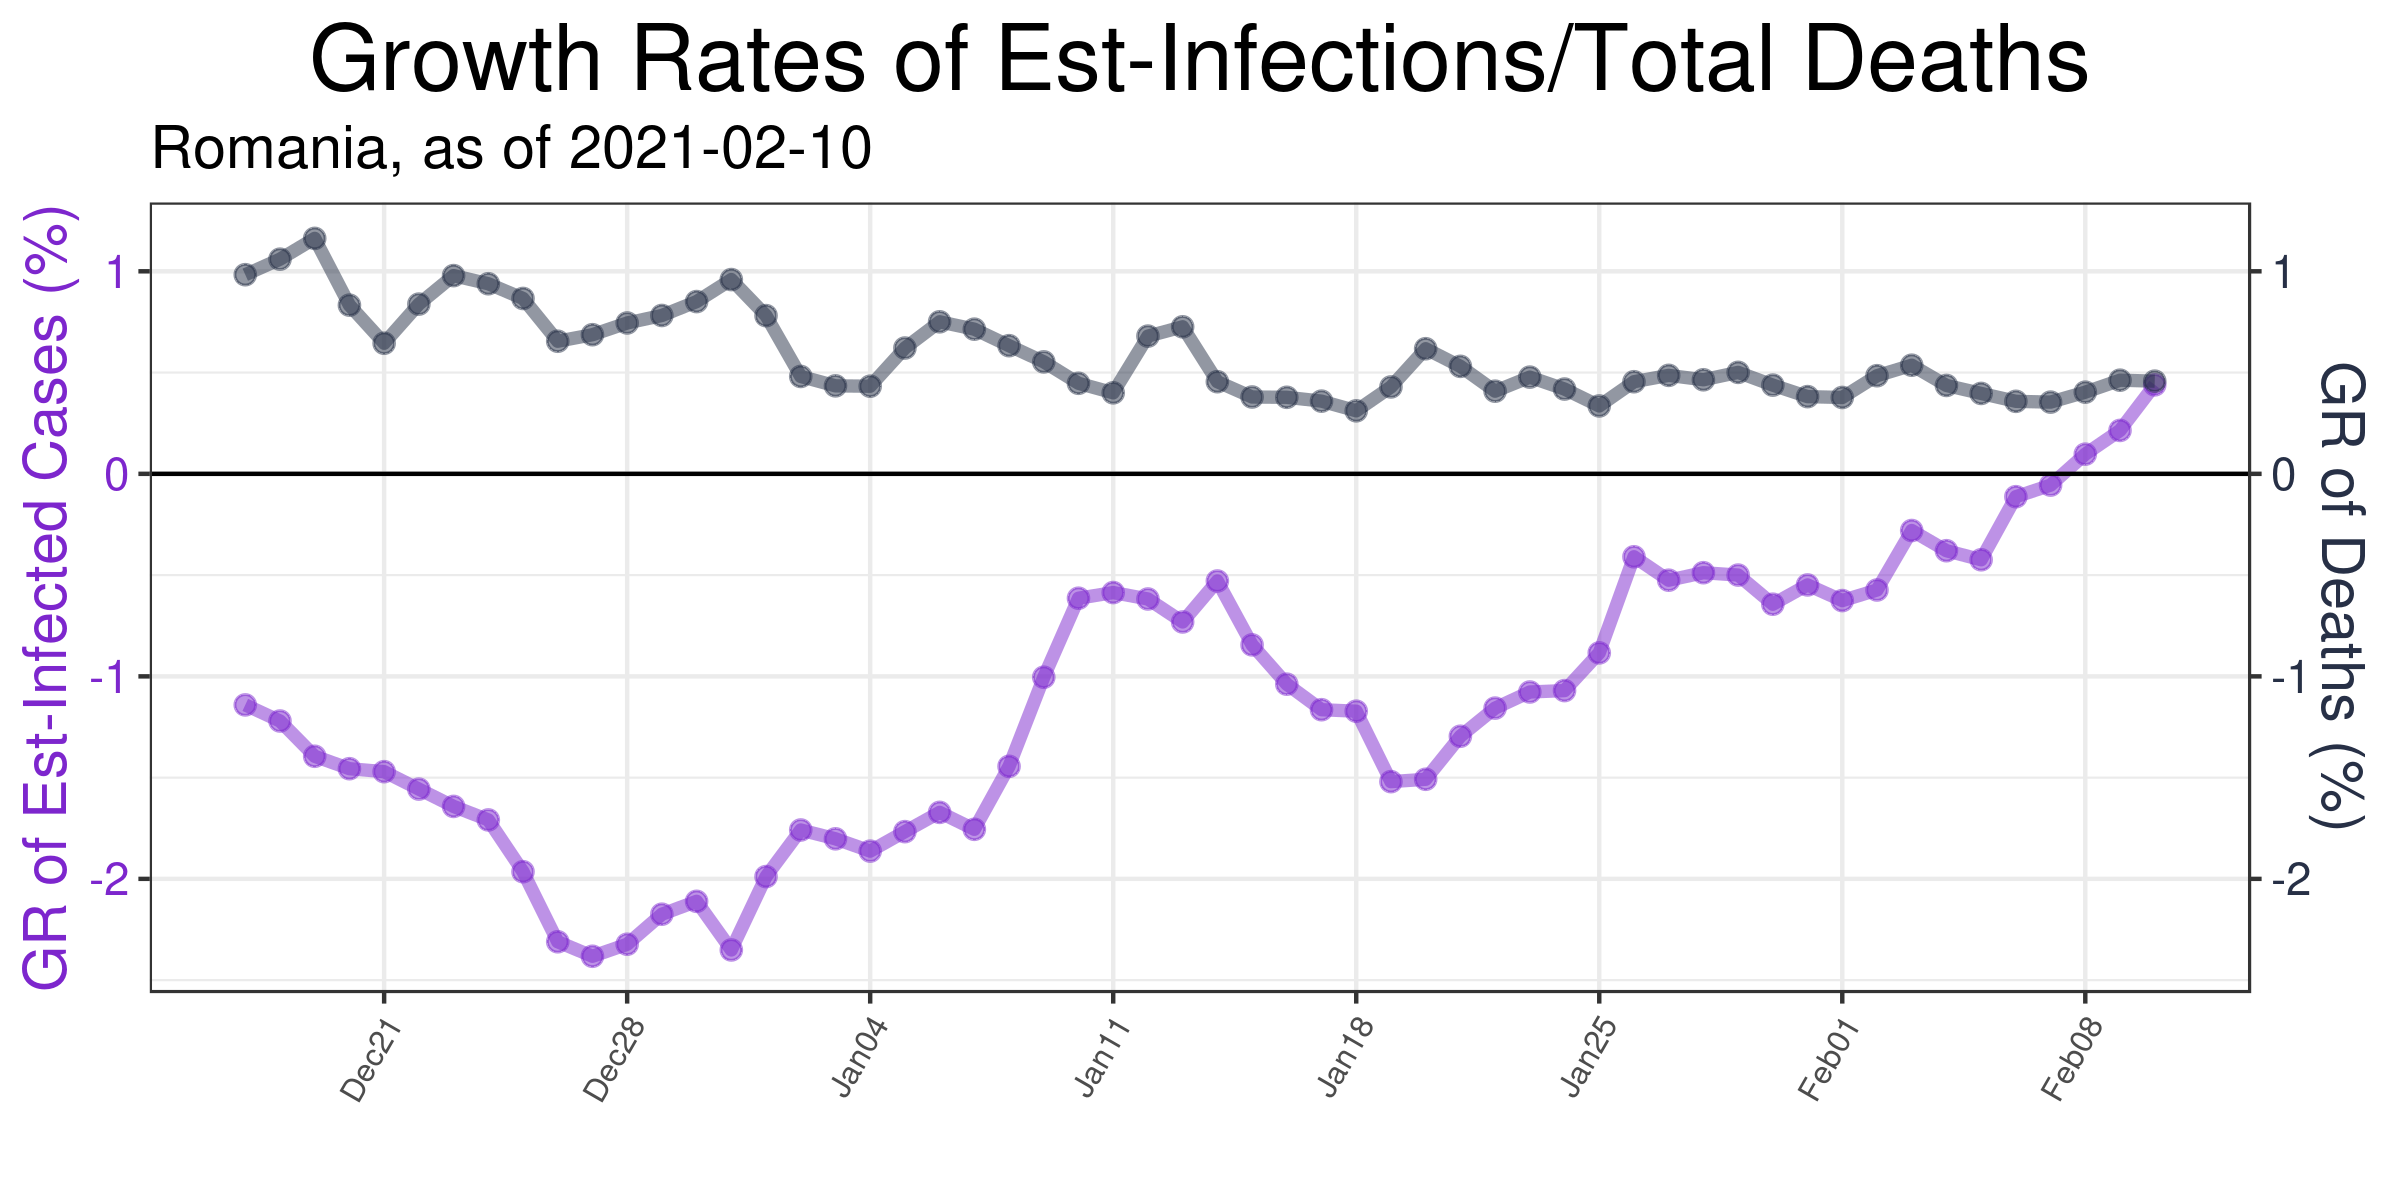 Growth Rates of Est-Infections/Total Deaths
Romania, as of 2021-02-10
GR of Est-Infected Cases (%)
1
0
-1
-2
1
0
-1
-2
GR of Deaths (%)
Dec21
Dec28
Jan04
Jan11
Jan18
Jan25
Feb01
Feb08